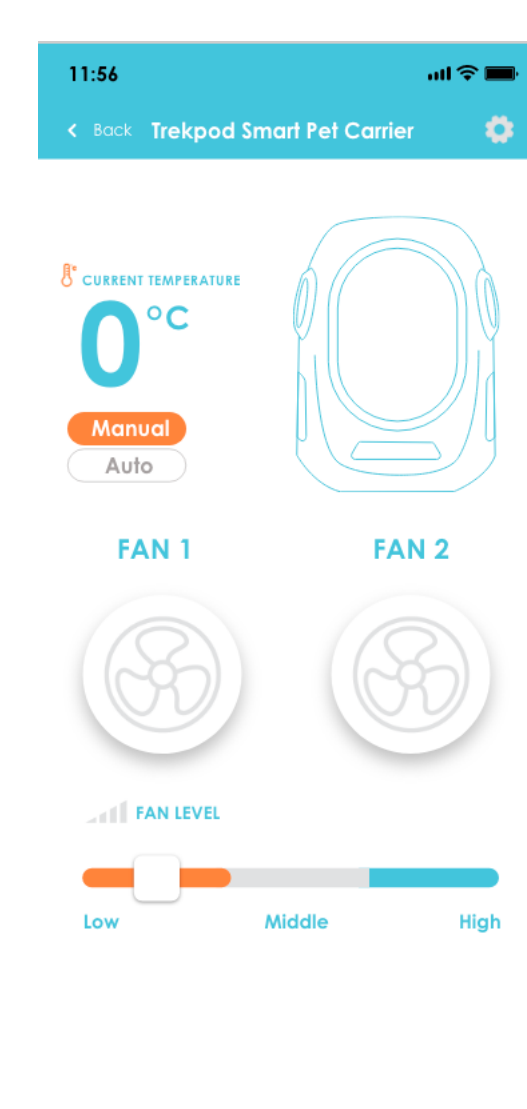 11:56
< Back Trekpod Smart Pet Carrier
CURRENT TEMPERATURE
0°C
Manual
Auto
FAN 1 FAN 2
FAN LEVEL
Low Middle High